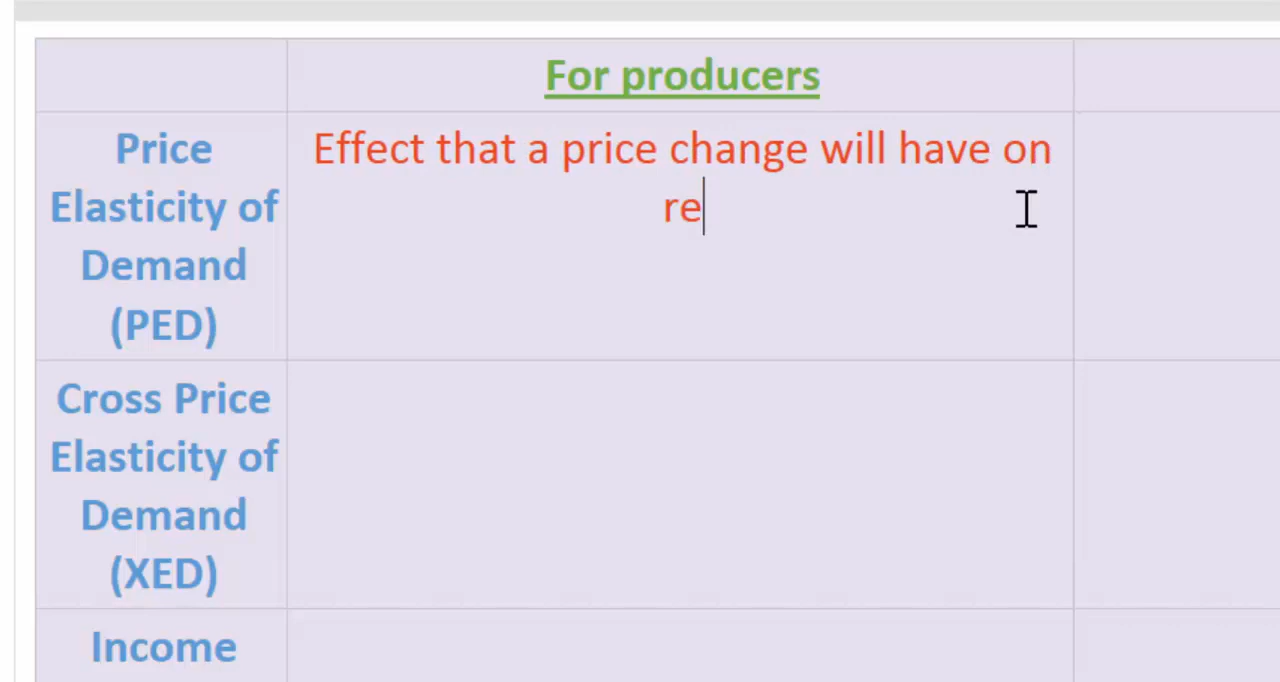 For producers
Price
Elasticity of
Demand
(PED)
Effect that a price change will have on
re
Cross Price
Elasticity of
Demand
(XED)
Income